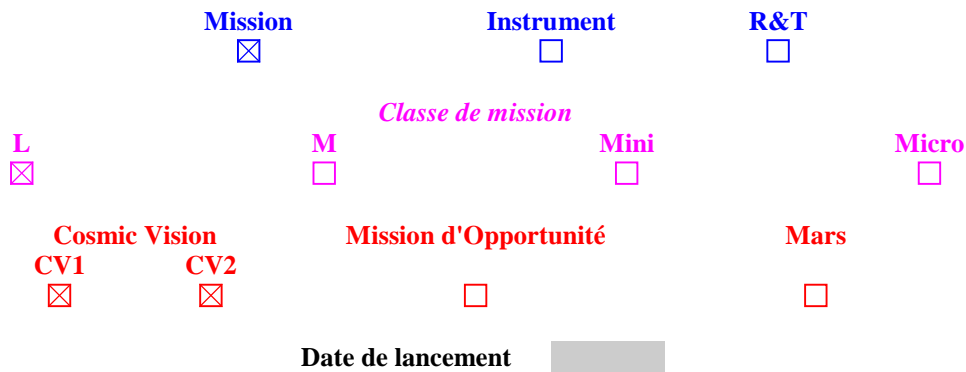 Mission Instrument R&T
☒ ☐ ☐
Classe de mission
L M Mini Micro
☒ ☐ ☐ ☐
Cosmic Vision Mission d'Opportunité Mars
CV1 CV2
☒ ☒ ☐ ☐
Date de lancement